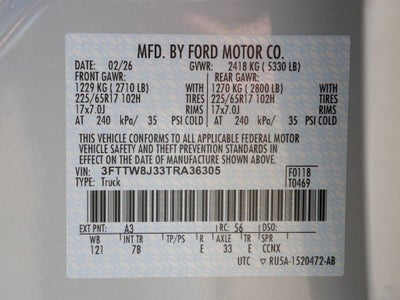 MFD. BY FORD MOTOR CO.
DATE: 02/26 GVWR: 2418 KG ( 5330 LB)
FRONT GAWR: REAR GAWR:
1229 KG ( 2710 LB) WITH 1270 KG ( 2800 LB) WITH
225/65R17 102H TIRES 225/65R17 102H TIRES
17x7.0J RIMS 17x7.0J RIMS
AT 240 kPa/ 35 PSI COLD AT 240 kPa/ 35 PSI COLD
THIS VEHICLE CONFORMS TO ALL APPLICABLE FEDERAL MOTOR
VEHICLE SAFETY AND THEFT PREVENTION STANDARDS IN
EFFECT ON THE DATE OF MANUFACTURE SHOWN ABOVE.
VIN: 3FTTW8J33TRA36305 F0118
TYPE: Truck T0469
EXT PNT: A3 RC: 56 DSO:
WB INT TR TP/PS R AXLE TR SPR
121 78 E 33 E CCNX
UTC ▽ RU5A-1520472-AB